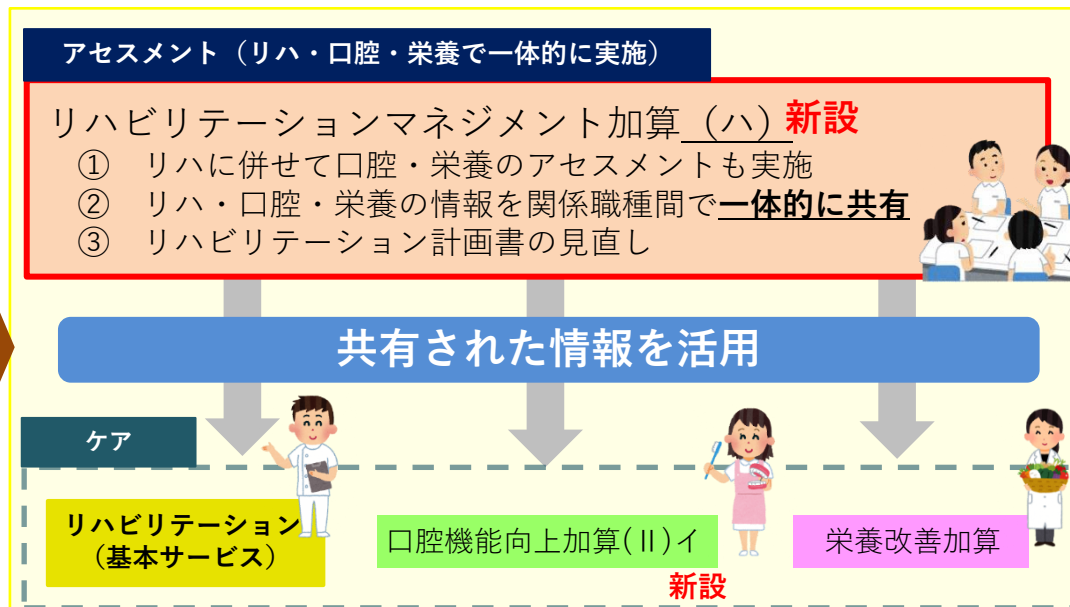 アセスメント（リハ・口腔・栄養で一体的に実施）
リハビリテーションマネジメント加算（ハ）新設
① リハに併せて口腔・栄養のアセスメントも実施
② リハ・口腔・栄養の情報を関係職種間で一体的に共有
③ リハビリテーション計画書の見直し
共有された情報を活用
ケア
リハビリテーション
（基本サービス）
口腔機能向上加算(Ⅱ)イ
新設
栄養改善加算